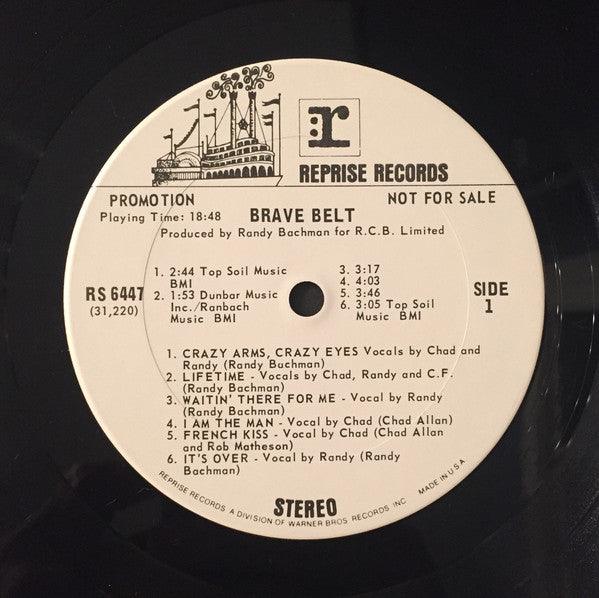 :r
REPRISE RECORDS
PROMOTION
NOT FOR SALE
Playing Time: 18:48
BRAVE BELT
Produced by Randy Bachman for R.C.B. Limited
RS 6447
(31,220)
1. 2:44 Top Soil Music
BMI
2. 1:53 Dunbar Music
Inc./Ranbach
Music BMI
3. 3:17
4. 4:03
5. 3:46
6. 3:05 Top Soil
Music BMI
SIDE
1
1. CRAZY ARMS, CRAZY EYES Vocals by Chad and
Randy (Randy Bachman)
2. LIFETIME - Vocals by Chad, Randy and C.F.
(Randy Bachman)
3. WAITIN' THERE FOR ME - Vocal by Randy
(Randy Bachman)
4. I AM THE MAN - Vocal by Chad (Chad Allan)
5. FRENCH KISS - Vocal by Chad (Chad Allan
and Rob Matheson)
6. IT'S OVER - Vocal by Randy (Randy
Bachman)
STEREO
REPRISE RECORDS A DIVISION OF WARNER BROS. RECORDS INC. MADE IN U.S.A.